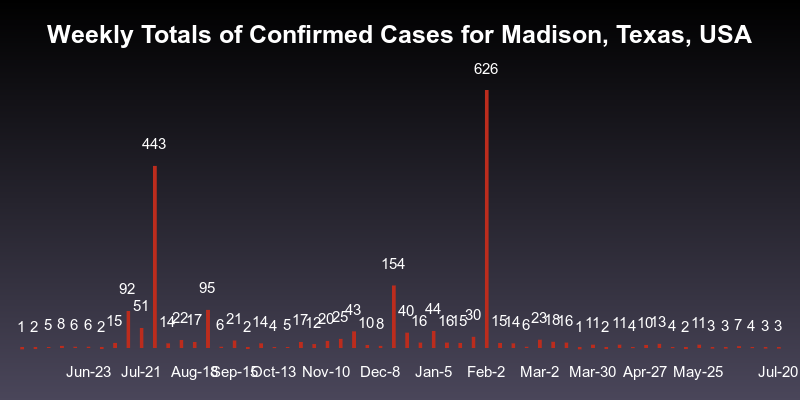 Weekly Totals of Confirmed Cases for Madison, Texas, USA
626
443
154
92 95
51 40 44 43
1 2 5 8 6 6 2 15 14 22 17 6 21 2 14 4 5 17 12 20 25 10 8 16 16 15 30 15 14 6 23 18 16 1 11 2 11 4 10 13 4 2 11 3 3 7 4 3 3
Jun-23 Jul-21 Aug-18 Sep-15 Oct-13 Nov-10 Dec-8 Jan-5 Feb-2 Mar-2 Mar-30 Apr-27 May-25 Jul-20